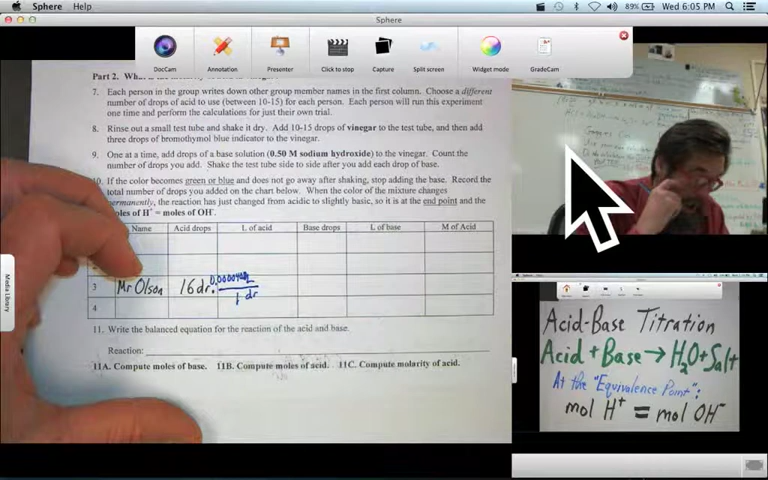 Sphere Help
89% Wed 6:05 PM
Sphere
DocCam Annotation Presenter Click to stop Capture Split screen Widget mode GradeCam
Part 2.
7. Each person in the group writes down other group member names in the first column. Choose a different
number of drops of acid to use (between 10-15) for each person. Each person will run this experiment
one time and perform the calculations for just their own trial.
8. Rinse out a small test tube and shake it dry. Add 10-15 drops of vinegar to the test tube, and then add
three drops of bromothymol blue indicator to the vinegar.
9. One at a time, add drops of a base solution (0.50 M sodium hydroxide) to the vinegar. Count the
number of drops you add. Shake the test tube side to side after you add each drop of base.
10. If the color becomes green or blue and does not go away after shaking, stop adding the base. Record the
total number of drops you added on the chart below. When the color of the mixture changes
permanently, the reaction has just changed from acidic to slightly basic, so it is at the end point and the
moles of H⁺ = moles of OH⁻.
Name Acid drops L of acid Base drops L of base M of Acid
3 Mr Olson 16 dr.
1 dr
4
11. Write the balanced equation for the reaction of the acid and base.
Reaction:
11A. Compute moles of base. 11B. Compute moles of acid. 11C. Compute molarity of acid.
Media Library
Acid-Base Titration
Acid + Base → H₂O + Salt
At the "Equivalence Point":
mol H⁺ = mol OH⁻